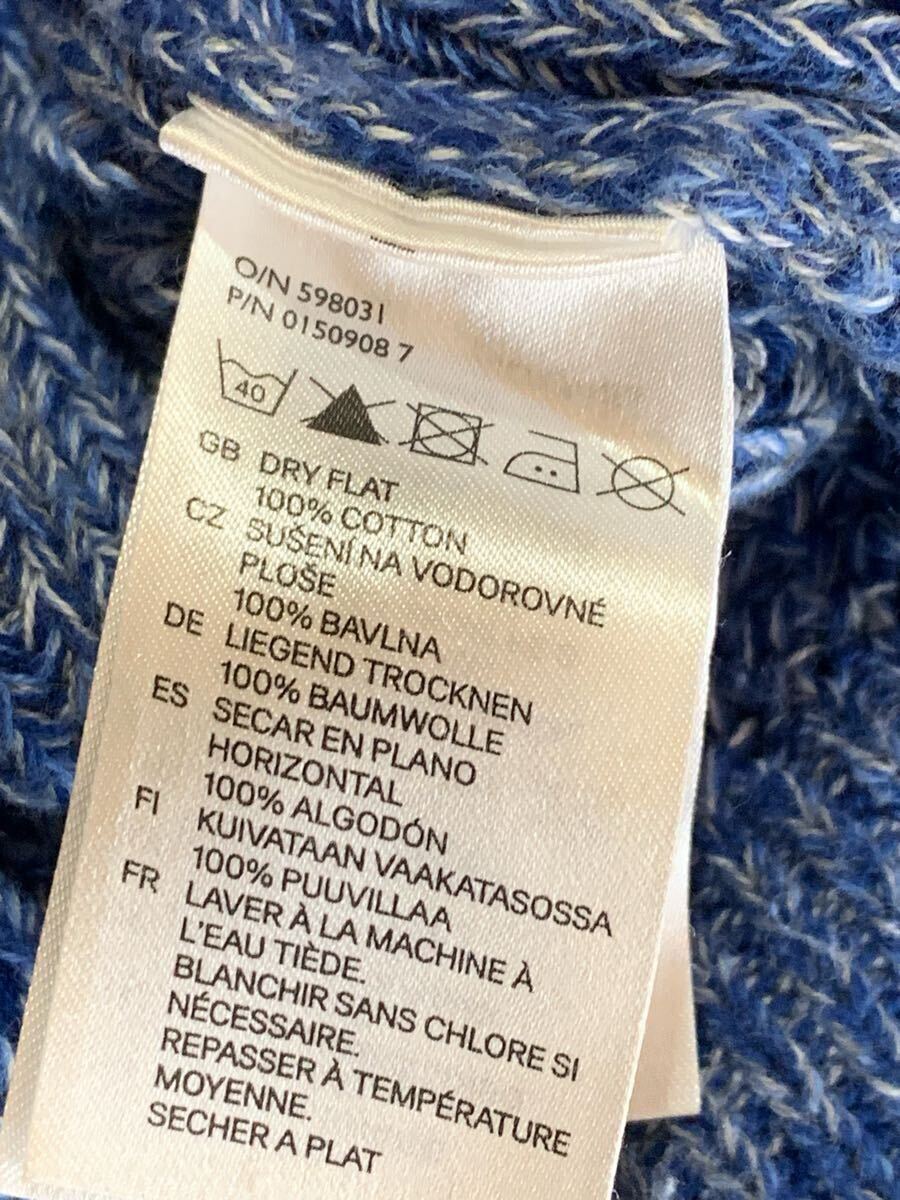 O/N 598031
P/N 0150908 7
40
GB DRY FLAT
100% COTTON
CZ SUŠENÍ NA VODOROVNÉ
PLOŠE
100% BAVLNA
DE LIEGEND TROCKNEN
100% BAUMWOLLE
ES SECAR EN PLANO
HORIZONTAL
100% ALGODÓN
FI KUIVATAAN VAAKATASOSSA
100% PUUVILLAA
FR LAVER À LA MACHINE À
L'EAU TIÈDE.
BLANCHIR SANS CHLORE SI
NÉCESSAIRE.
REPASSER À TEMPÉRATURE
MOYENNE.
SECHER A PLAT